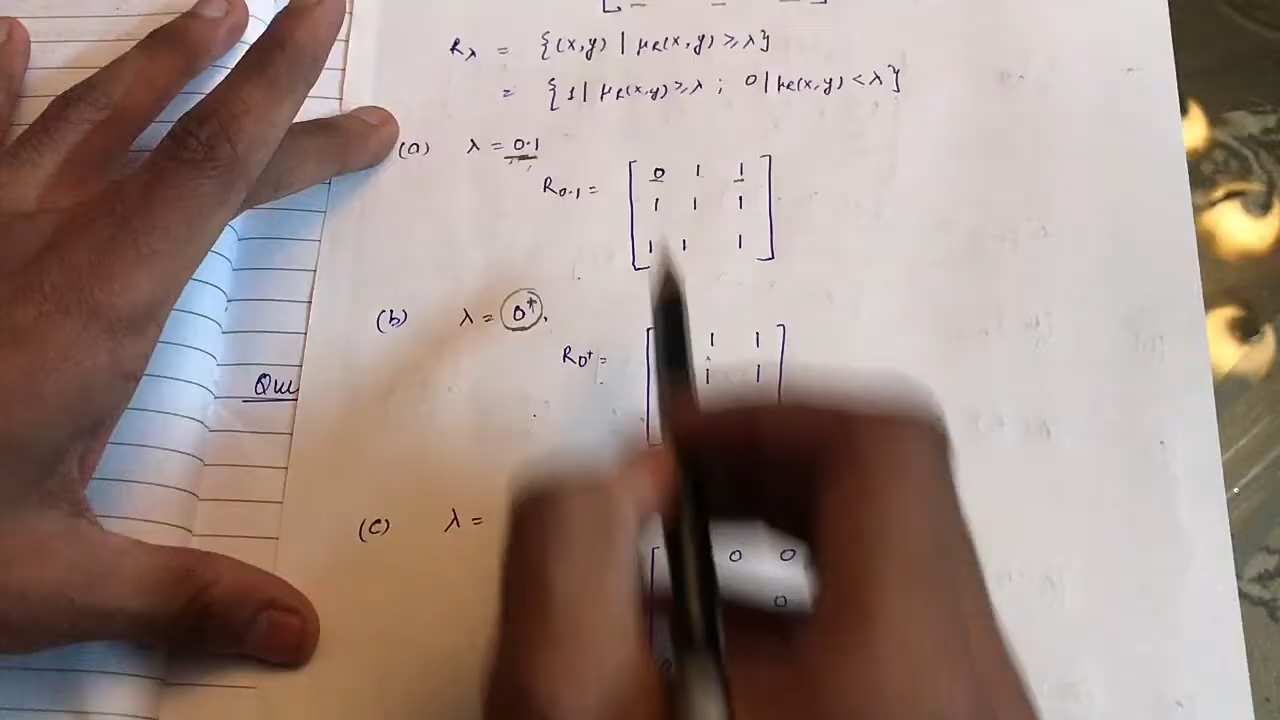 Rλ = {(x,y) | μR(x,y) ≥ λ}
= {1 | μR(x,y) ≥ λ ; 0 | μR(x,y) < λ}
(a) λ = 0.1
R0.1 = [ 0 1 1
1 1 1
1 1 1 ]
(b) λ = 0⁺,
R0⁺ = [ 1 1
1 1
Que
(c) λ =
0 0
0